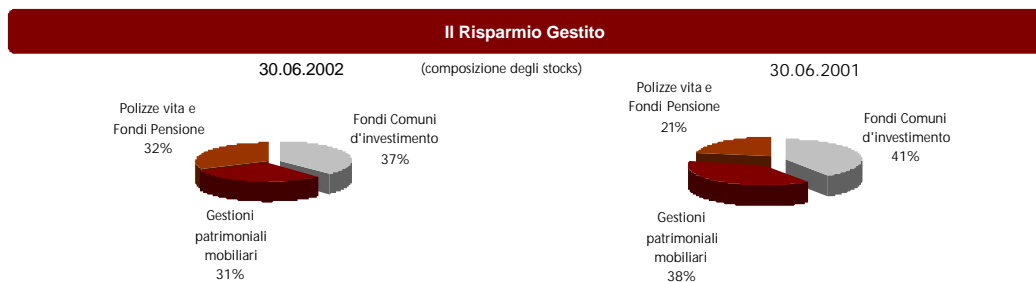 Il Risparmio Gestito
30.06.2002
(composizione degli stocks)
30.06.2001
Polizze vita e
Fondi Pensione
32%
Fondi Comuni
d'investimento
37%
Gestioni
patrimoniali
mobiliari
31%
Polizze vita e
Fondi Pensione
21%
Fondi Comuni
d'investimento
41%
Gestioni
patrimoniali
mobiliari
38%